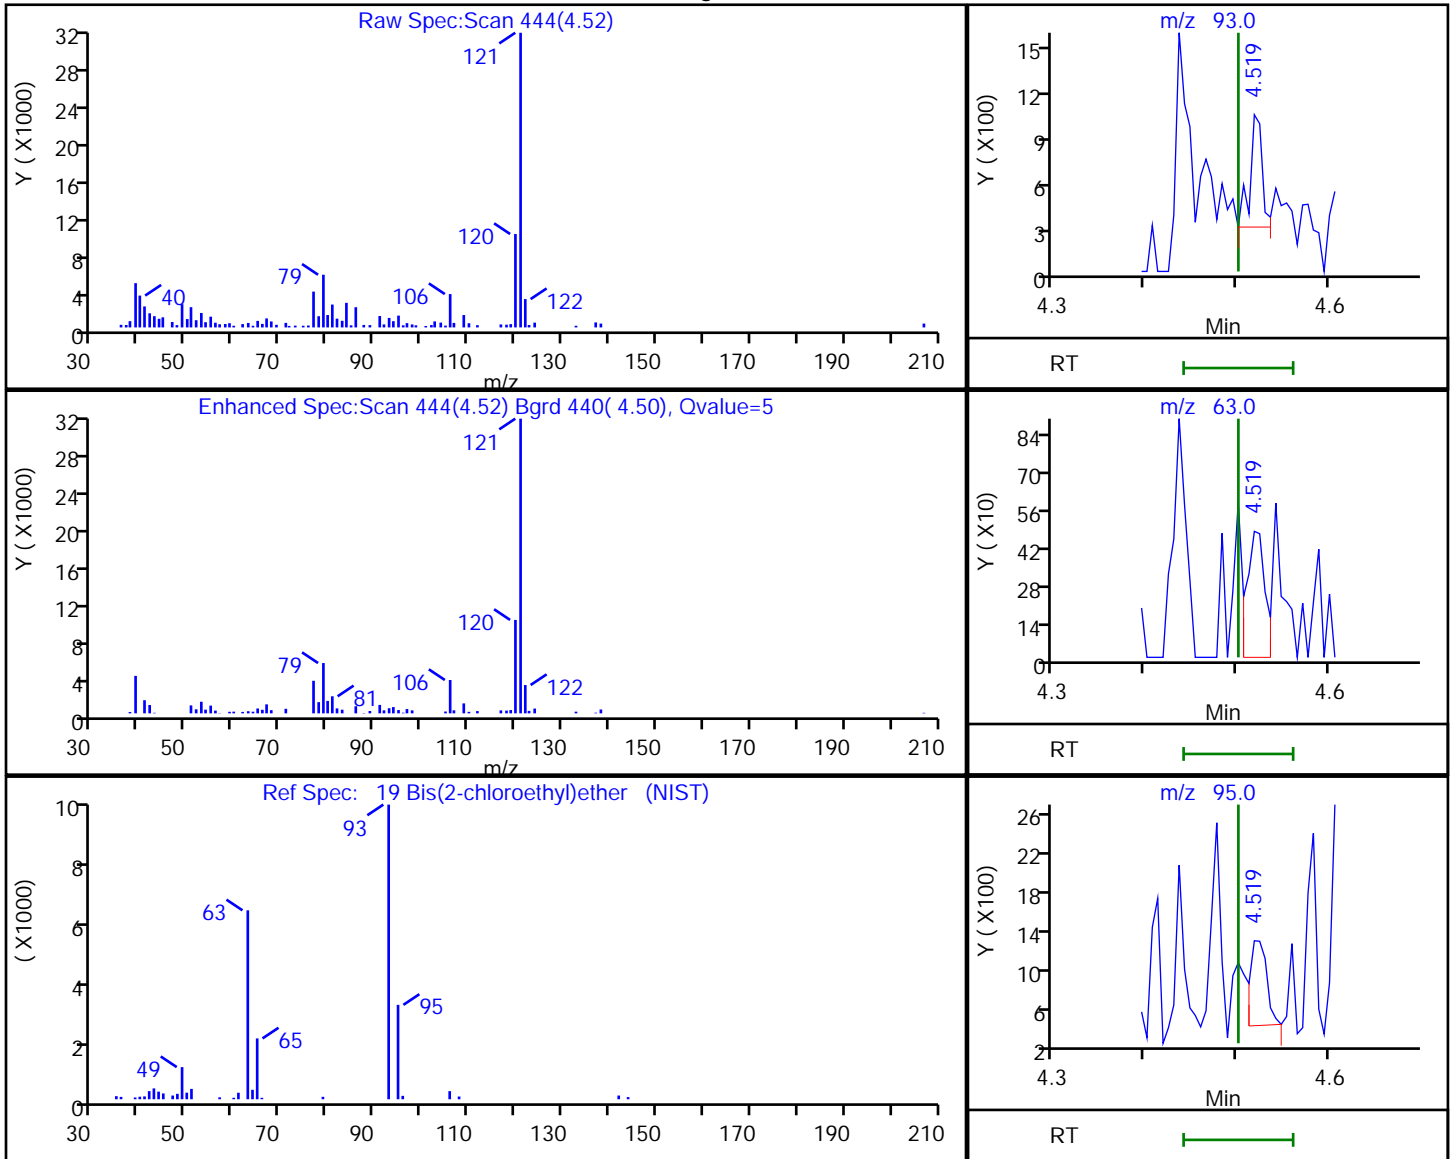 Raw Spec:Scan 444(4.52)
Y ( X1000)
32
28
24
20
16
12
8
4
0
121
120
79
40
106
122
30 50 70 90 110 130 150 170 190 210
m/z
m/z 93.0
Y ( X100)
15
12
9
6
3
0
4.519
4.3 4.6
Min
RT
Enhanced Spec:Scan 444(4.52) Bgrd 440( 4.50), Qvalue=5
Y ( X1000)
32
28
24
20
16
12
8
4
0
121
120
79
81
106
122
30 50 70 90 110 130 150 170 190 210
m/z
m/z 63.0
Y ( X10)
84
70
56
42
28
14
0
4.519
4.3 4.6
Min
RT
Ref Spec: 19 Bis(2-chloroethyl)ether (NIST)
( X1000)
10
8
6
4
2
0
93
63
95
65
49
30 50 70 90 110 130 150 170 190 210
m/z 95.0
Y ( X100)
26
22
18
14
10
6
2
4.519
4.3 4.6
Min
RT